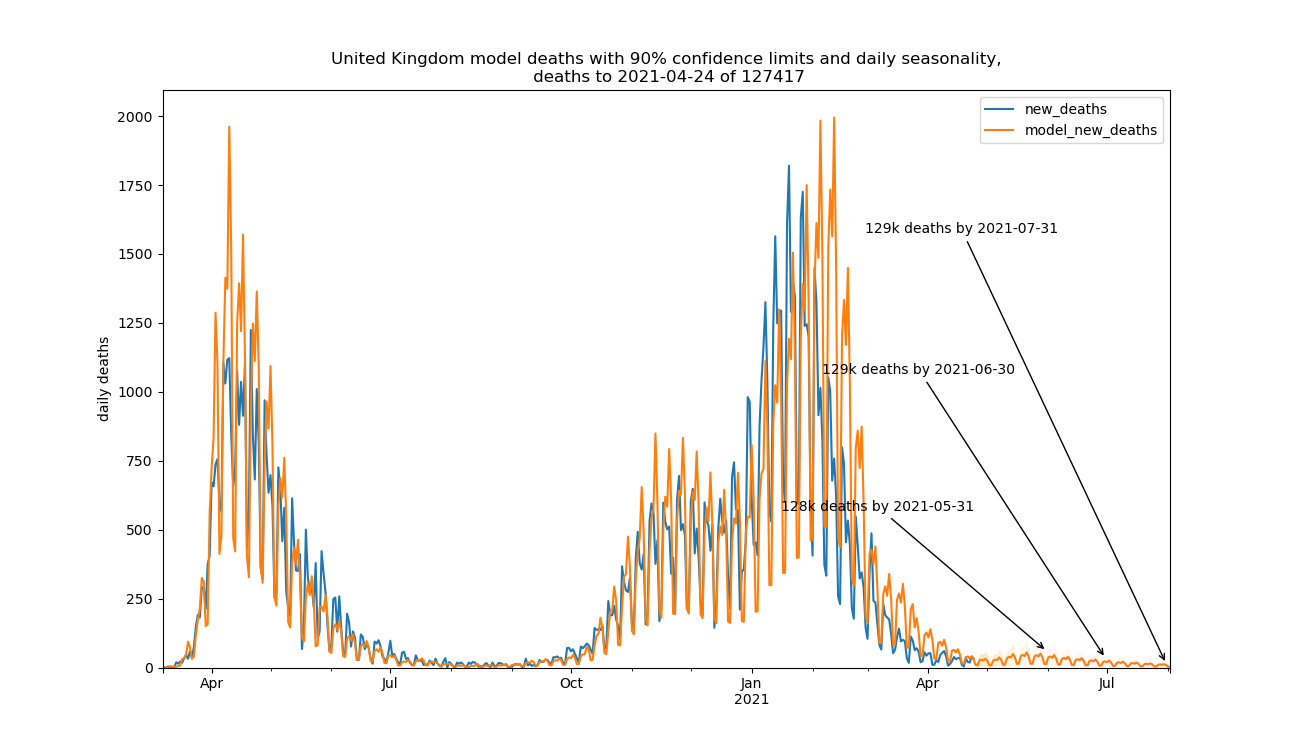 United Kingdom model deaths with 90% confidence limits and daily seasonality,
deaths to 2021-04-24 of 127417
new_deaths
model_new_deaths
129k deaths by 2021-07-31
129k deaths by 2021-06-30
128k deaths by 2021-05-31
daily deaths
2000
1750
1500
1250
1000
750
500
250
0
Apr
Jul
Oct
Jan
2021
Apr
Jul